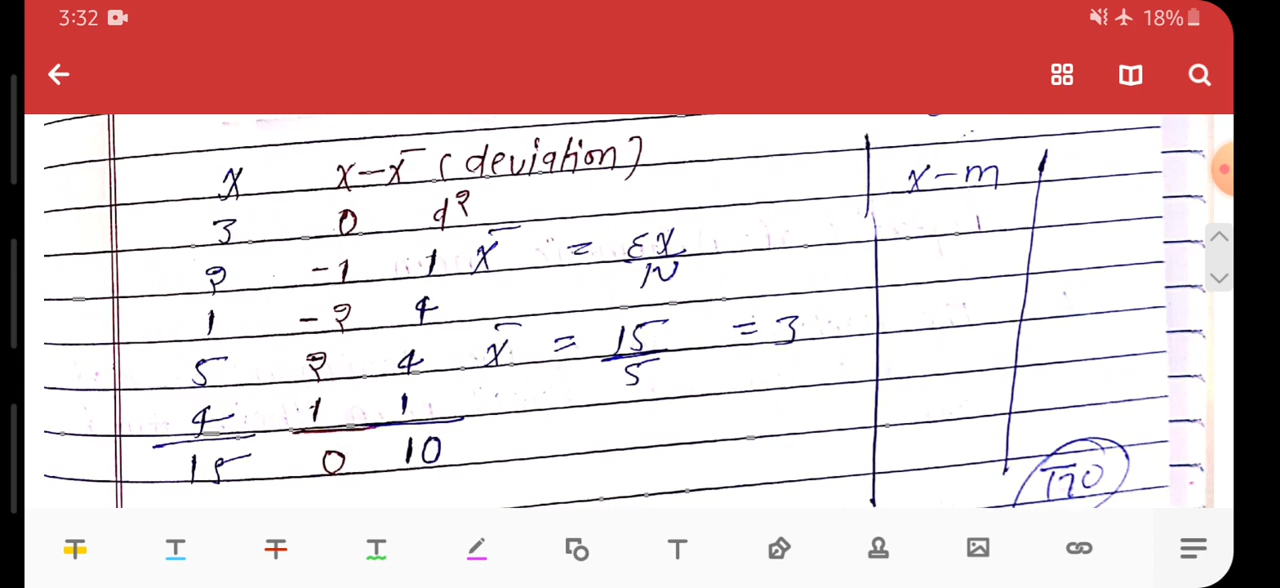 3:32 18%
X x-x̄ (deviation) x-m
3 0 d2
2 -1 1 x̄ = ΣX/N
1 -2 4
5 2 4 x̄ = 15/5 = 3
4 1 1
15 0 10
T T T T T